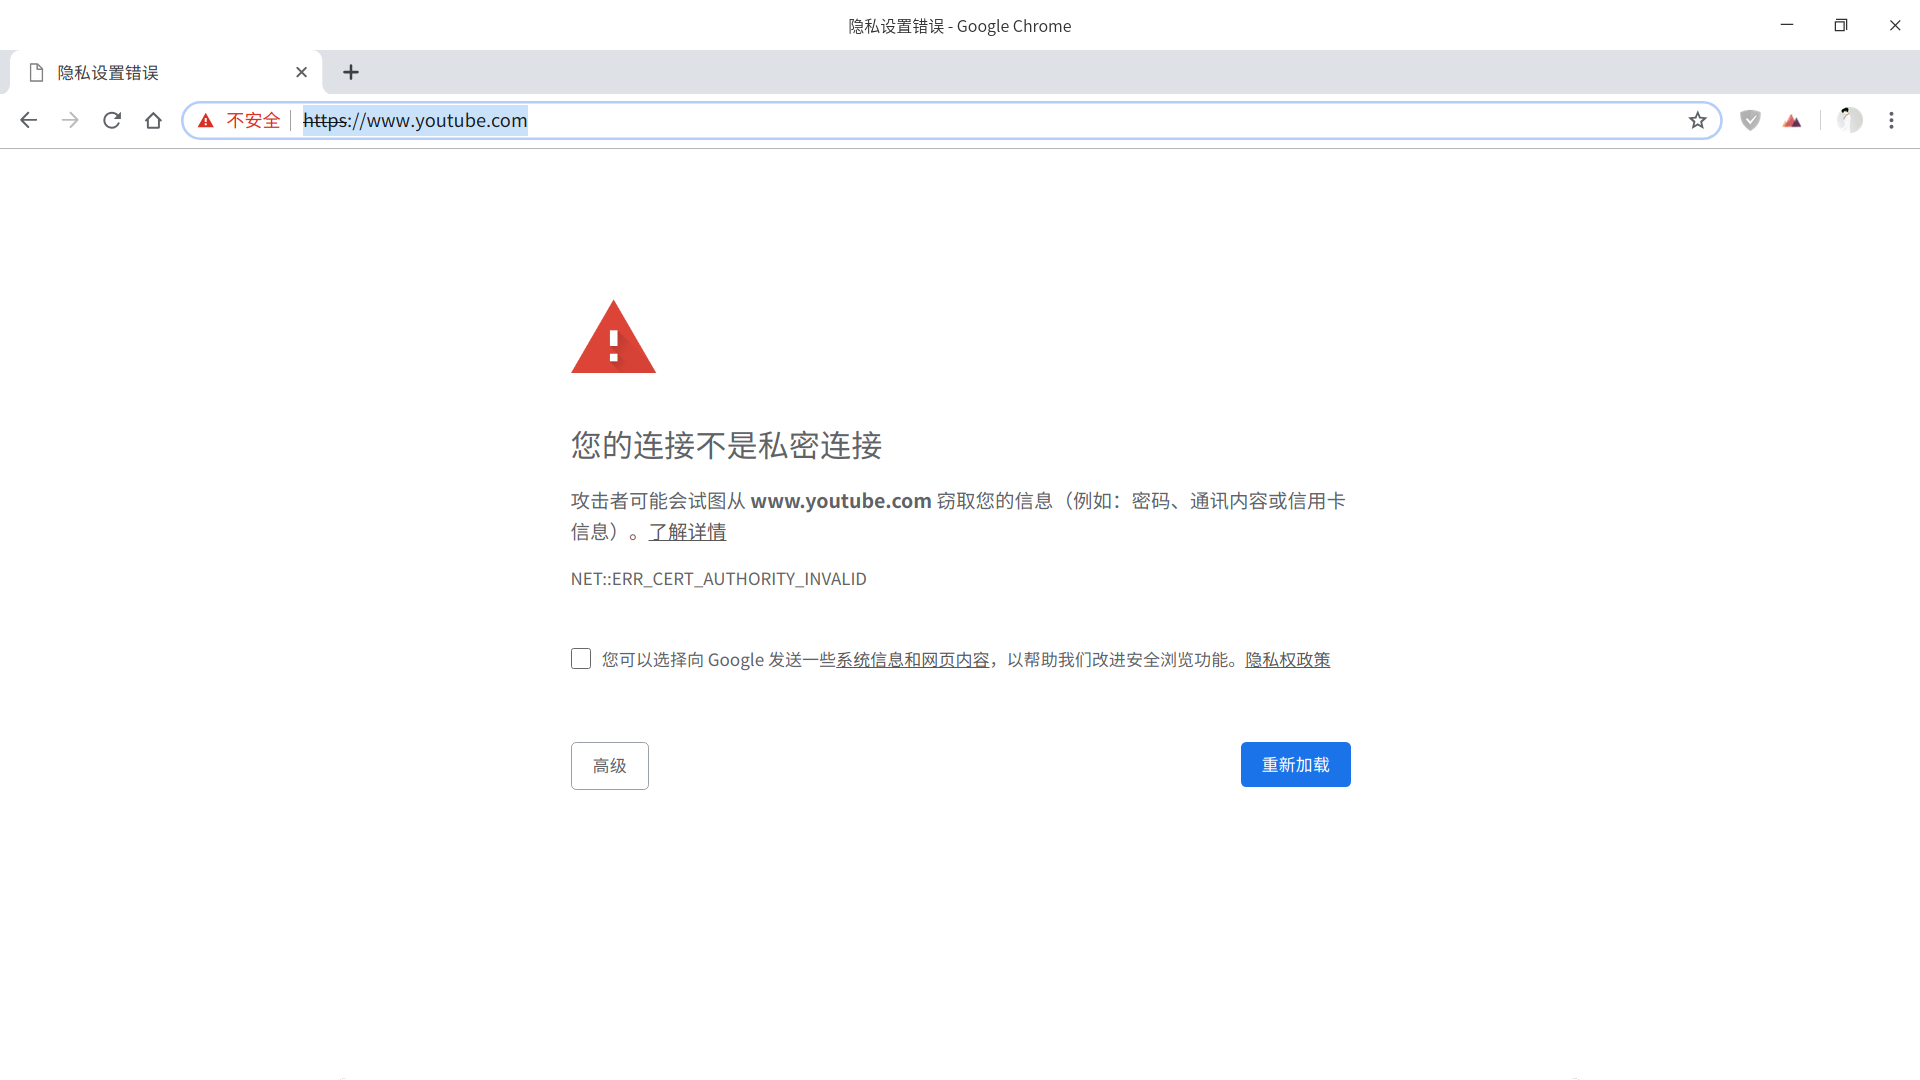 隐私设置错误 - Google Chrome
隐私设置错误
不安全 https://www.youtube.com
您的连接不是私密连接
攻击者可能会试图从 www.youtube.com 窃取您的信息（例如：密码、通讯内容或信用卡
信息）。了解详情
NET::ERR_CERT_AUTHORITY_INVALID
您可以选择向 Google 发送一些系统信息和网页内容，以帮助我们改进安全浏览功能。隐私权政策
高级
重新加载